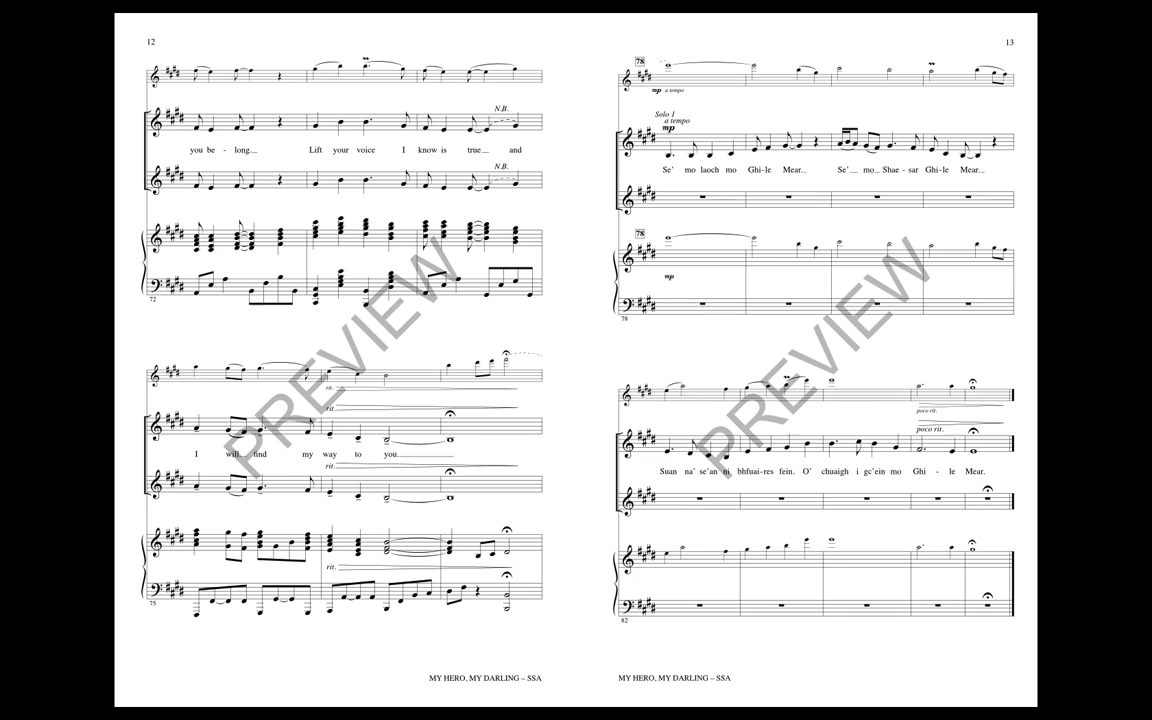 12
N.B.
you be - long.
Lift your voice I know is true and
N.B.
72
rit.
rit.
I will find my way to you.
rit.
rit.
75
MY HERO, MY DARLING – SSA
13
78
mp a tempo
Solo 1
a tempo
mp
Se' mo laoch mo Ghi-le Mear. Se' mo Shae-sar Ghi-le Mear.
78
mp
78
poco rit.
poco rit.
Suan na' se'an ni bhfuai-res fein. O' chuaigh i gc'ein mo Ghi - le Mear.
82
MY HERO, MY DARLING – SSA
PREVIEW
PREVIEW